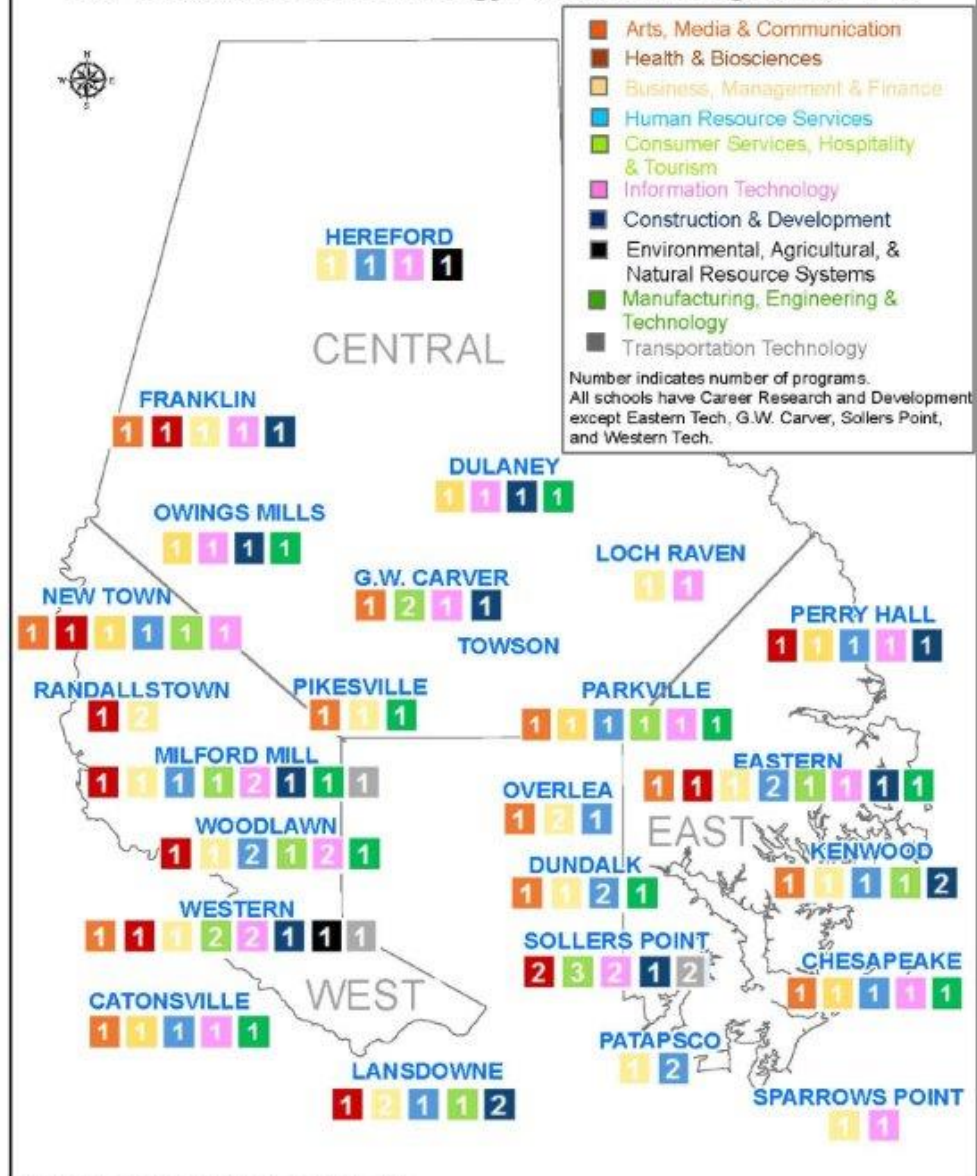 Arts, Media & Communication
Health & Biosciences
Business, Management & Finance
Human Resource Services
Consumer Services, Hospitality
& Tourism
Information Technology
Construction & Development
Environmental, Agricultural, &
Natural Resource Systems
Manufacturing, Engineering &
Technology
Transportation Technology
Number indicates number of programs.
All schools have Career Research and Development
except Eastern Tech, G.W. Carver, Sollers Point,
and Western Tech.
N
W E
S
HEREFORD
1 1 1 1
CENTRAL
FRANKLIN
1 1 1 1 1
DULANEY
1 1 1 1
OWINGS MILLS
1 1 1 1
LOCH RAVEN
1 1
G.W. CARVER
1 2 1 1
NEW TOWN
1 1 1 1 1 1
PERRY HALL
1 1 1 1 1
TOWSON
RANDALLSTOWN
1 2
PIKESVILLE
1 1 1
PARKVILLE
1 1 1 1 1 1
MILFORD MILL
1 1 1 1 2 1 1 1
EASTERN
1 1 1 2 1 1 1 1
OVERLEA
1 2 1
EAST
WOODLAWN
1 1 2 1 2 1
KENWOOD
1 1 1 1 2
DUNDALK
1 1 2 1
WESTERN
1 1 1 2 2 1 1 1
SOLLERS POINT
2 3 2 1 2
CHESAPEAKE
1 1 1 1 1
WEST
CATONSVILLE
1 1 1 1 1
PATAPSCO
1 2
LANSDOWNE
1 2 1 1 2
SPARROWS POINT
1 1